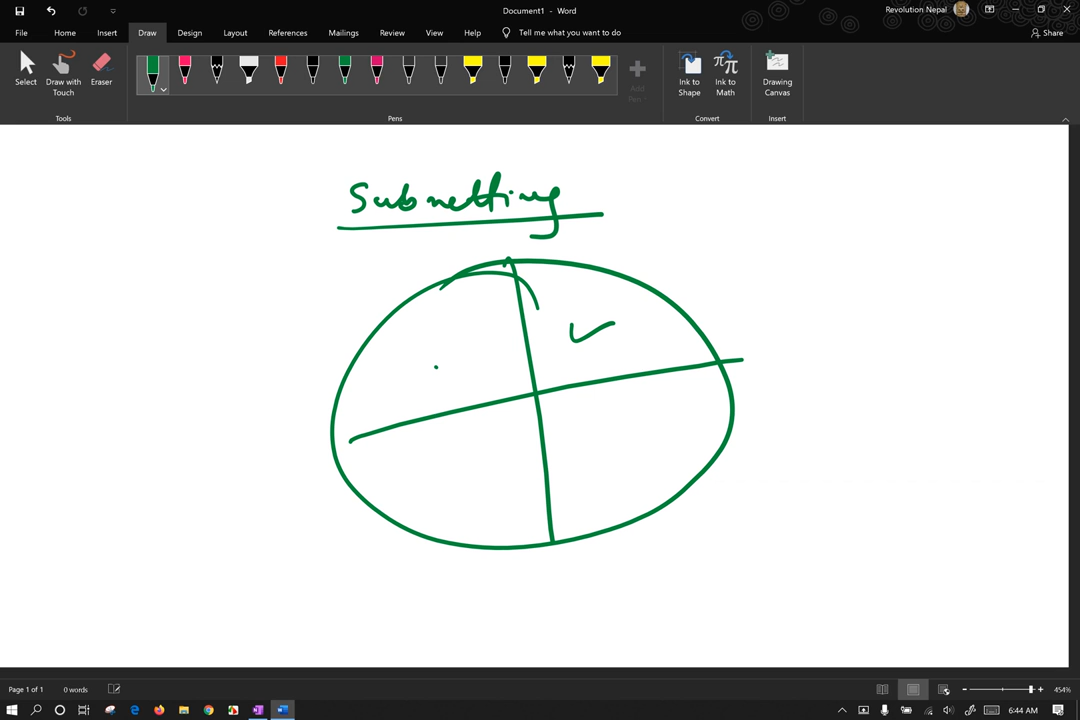 Document1 - Word
Revolution Nepal
File Home Insert Draw Design Layout References Mailings Review View Help Tell me what you want to do
Share
Select
Draw with Touch
Eraser
Add Pen
Ink to Shape
Ink to Math
Drawing Canvas
Tools
Pens
Convert
Insert
Subnetting
Page 1 of 1 0 words
454%
6:44 AM